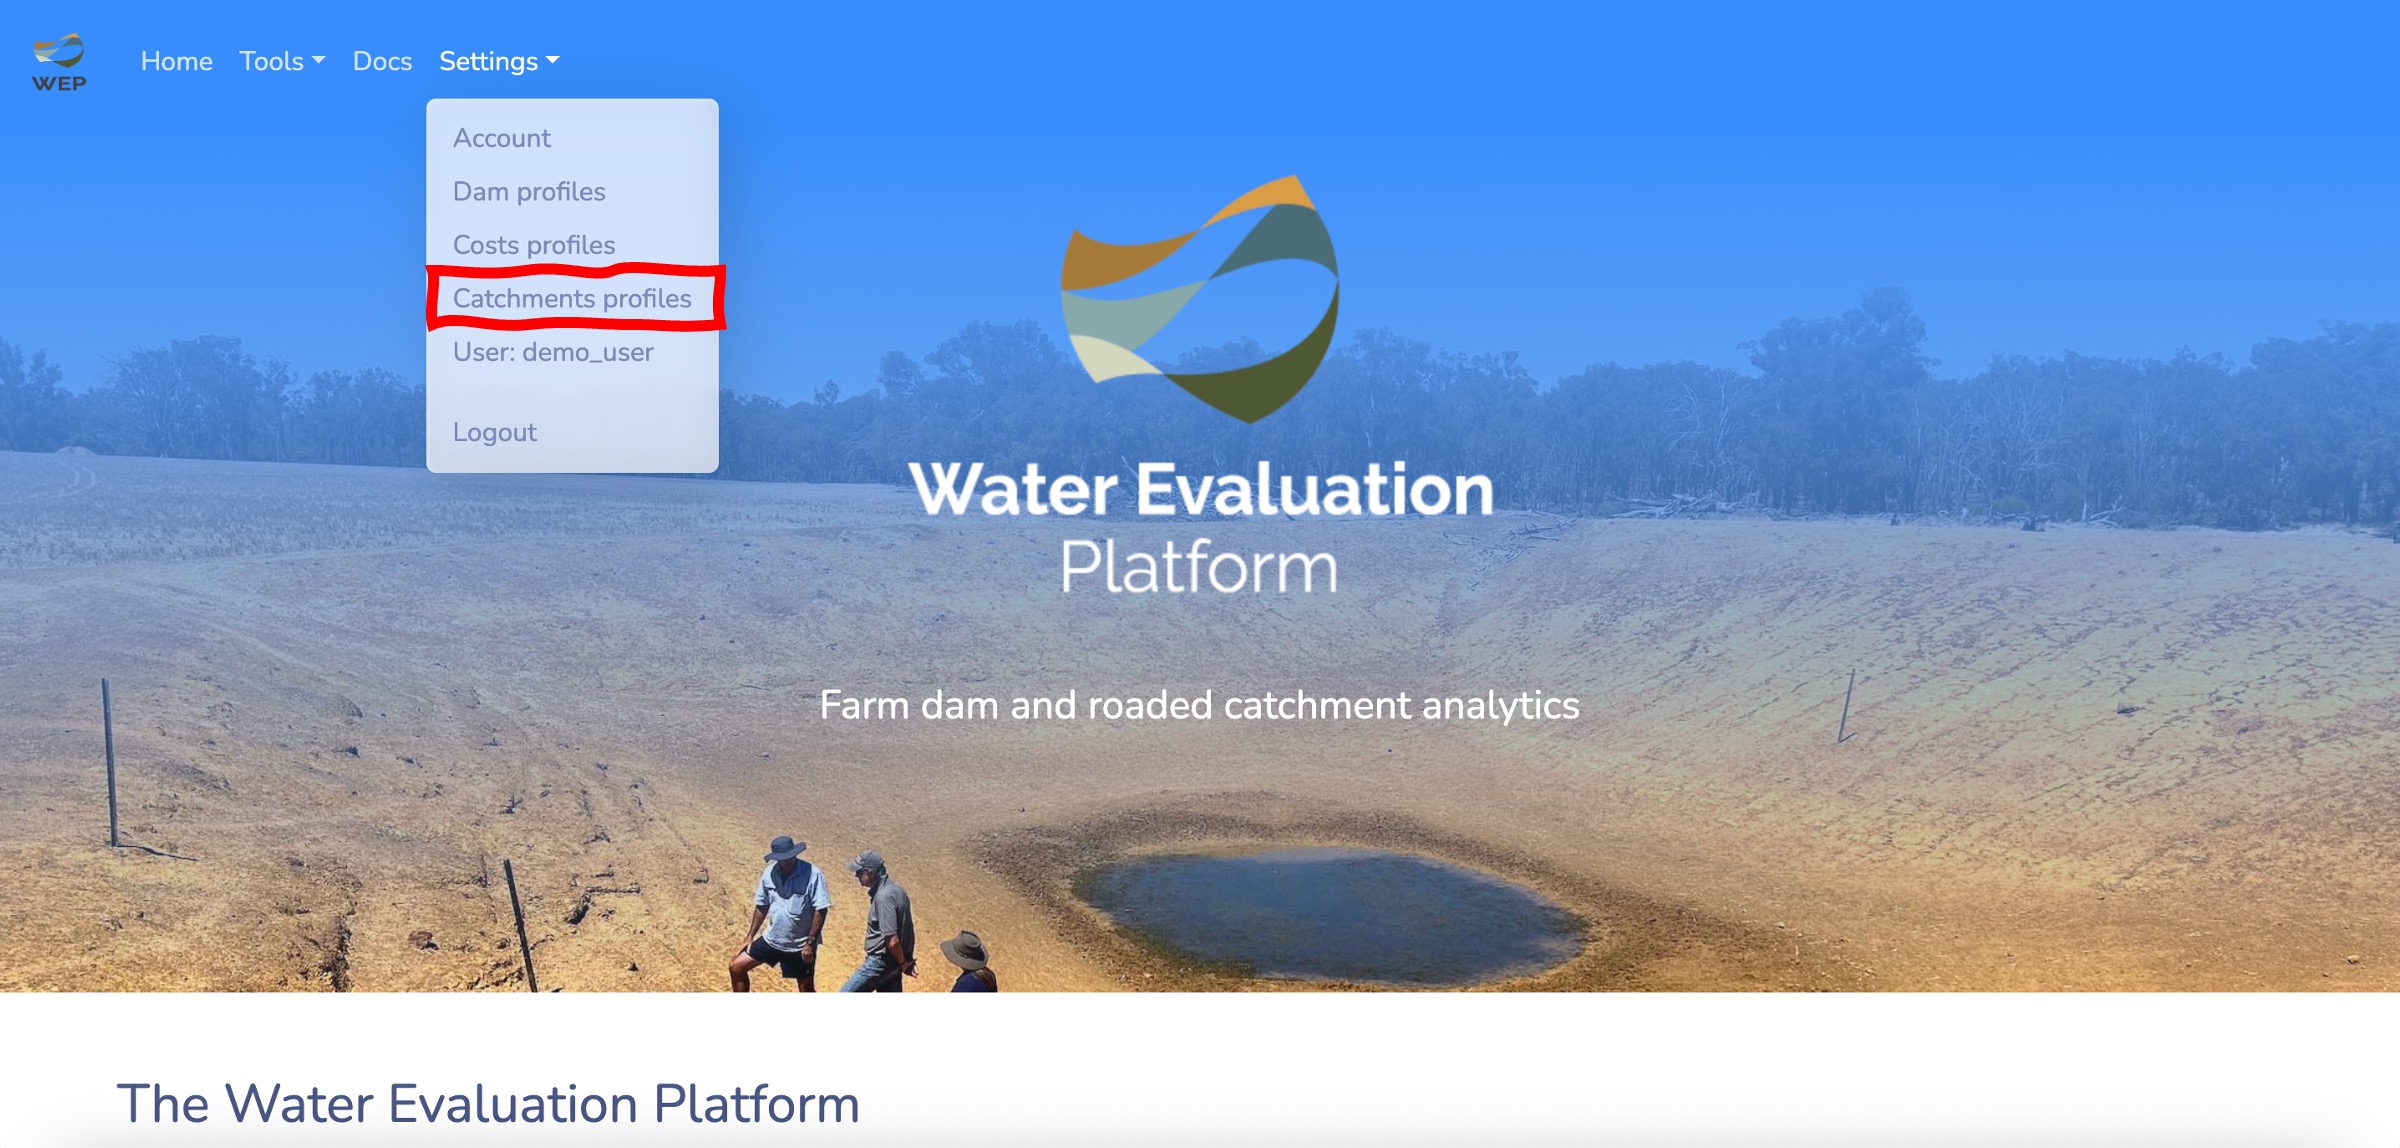 WEP
Home Tools Docs Settings
Account
Dam profiles
Costs profiles
Catchments profiles
User: demo_user
Logout
Water Evaluation
Platform
Farm dam and roaded catchment analytics
The Water Evaluation Platform